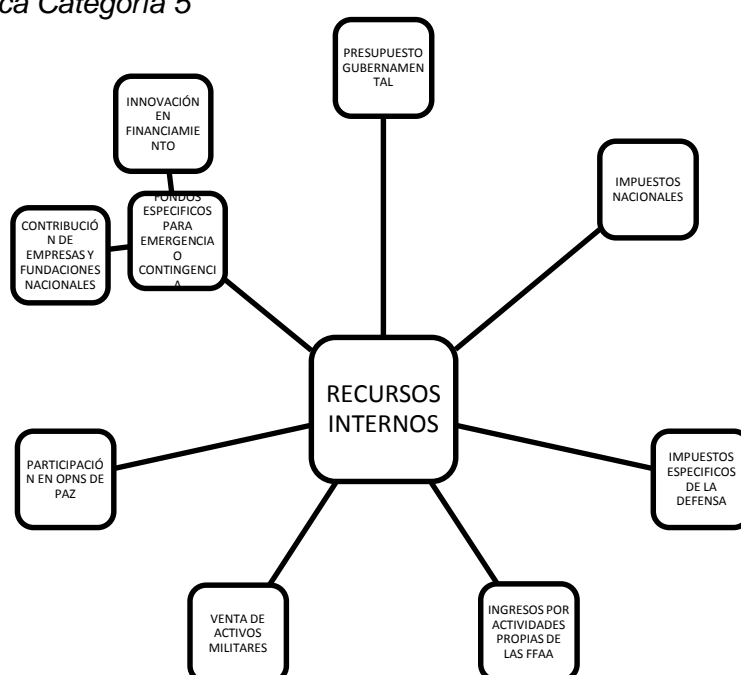 ca Categoría 5
PRESUPUESTO
GUBERNAMEN
TAL
INNOVACIÓN
EN
FINANCIAMIE
NTO
IMPUESTOS
NACIONALES
FONDOS
ESPECIFICOS
PARA
EMERGENCIA
O
CONTINGENCI
A
CONTRIBUCIÓ
N DE
EMPRESAS Y
FUNDACIONES
NACIONALES
RECURSOS
INTERNOS
PARTICIPACIÓ
N EN OPNS DE
PAZ
IMPUESTOS
ESPECIFICOS
DE LA
DEFENSA
VENTA DE
ACTIVOS
MILITARES
INGRESOS POR
ACTIVIDADES
PROPIAS DE
LAS FFAA